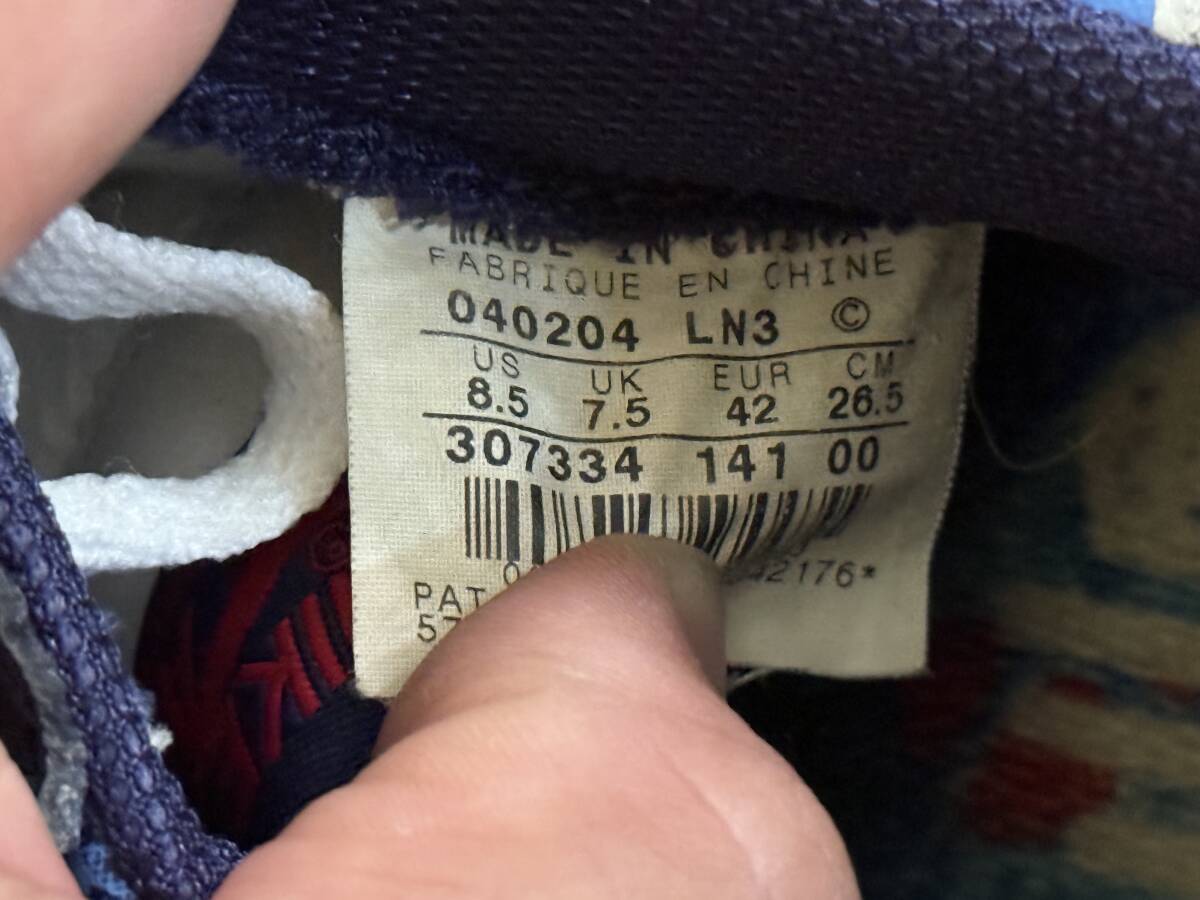 MADE IN CHINA
FABRIQUE EN CHINE
040204 LN3 ©
US UK EUR CM
8.5 7.5 42 26.5
307334 141 00
2176*
PAT
57